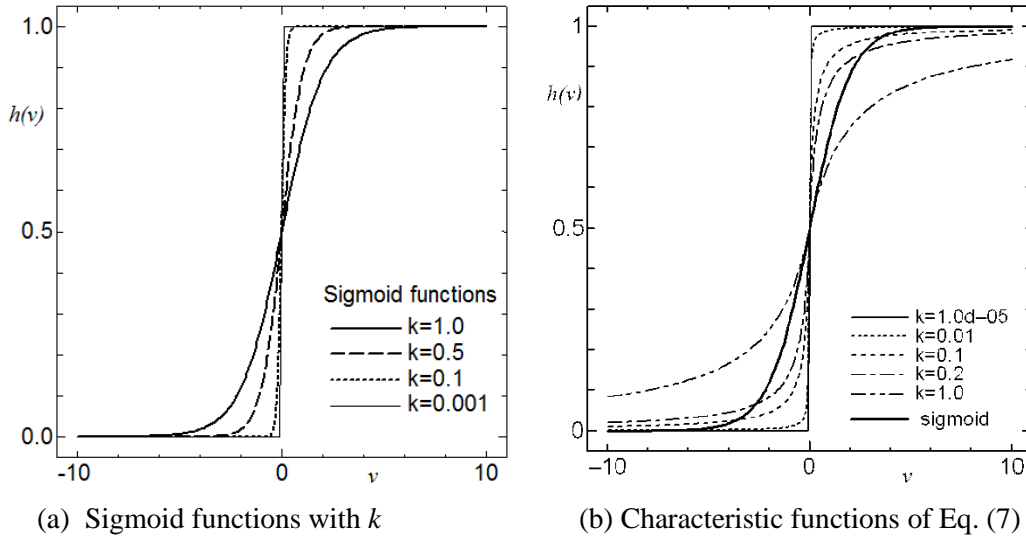 1.0
h(v)
0.5
0.0
-10
0
10
v
Sigmoid functions
k=1.0
k=0.5
k=0.1
k=0.001
(a) Sigmoid functions with k
1
h(v)
0.5
0
-10
0
10
v
k=1.0d-05
k=0.01
k=0.1
k=0.2
k=1.0
sigmoid
(b) Characteristic functions of Eq. (7)